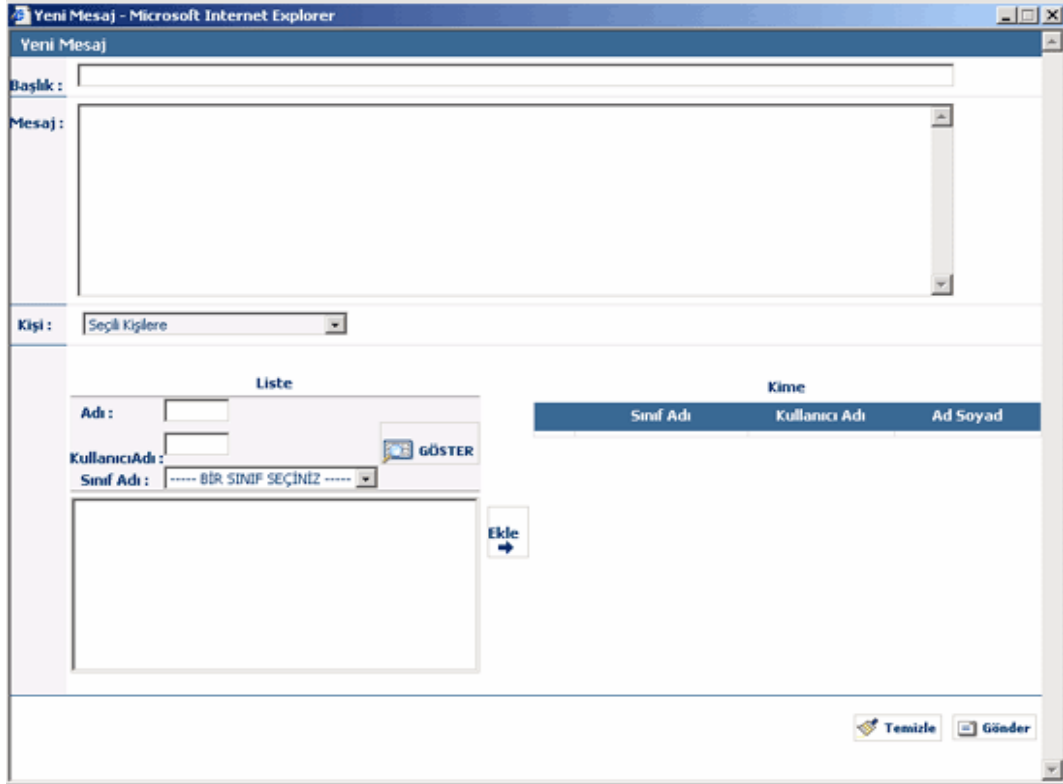 Yeni Mesaj - Microsoft Internet Explorer
Yeni Mesaj
Başlık :
Mesaj :
Kişi : Seçili Kişilere
Liste
Adı :
KullanıcıAdı :
GÖSTER
Sınıf Adı : ----- BİR SINIF SEÇİNİZ -----
Ekle
Kime
Sınıf Adı Kullanıcı Adı Ad Soyad
Temizle Gönder